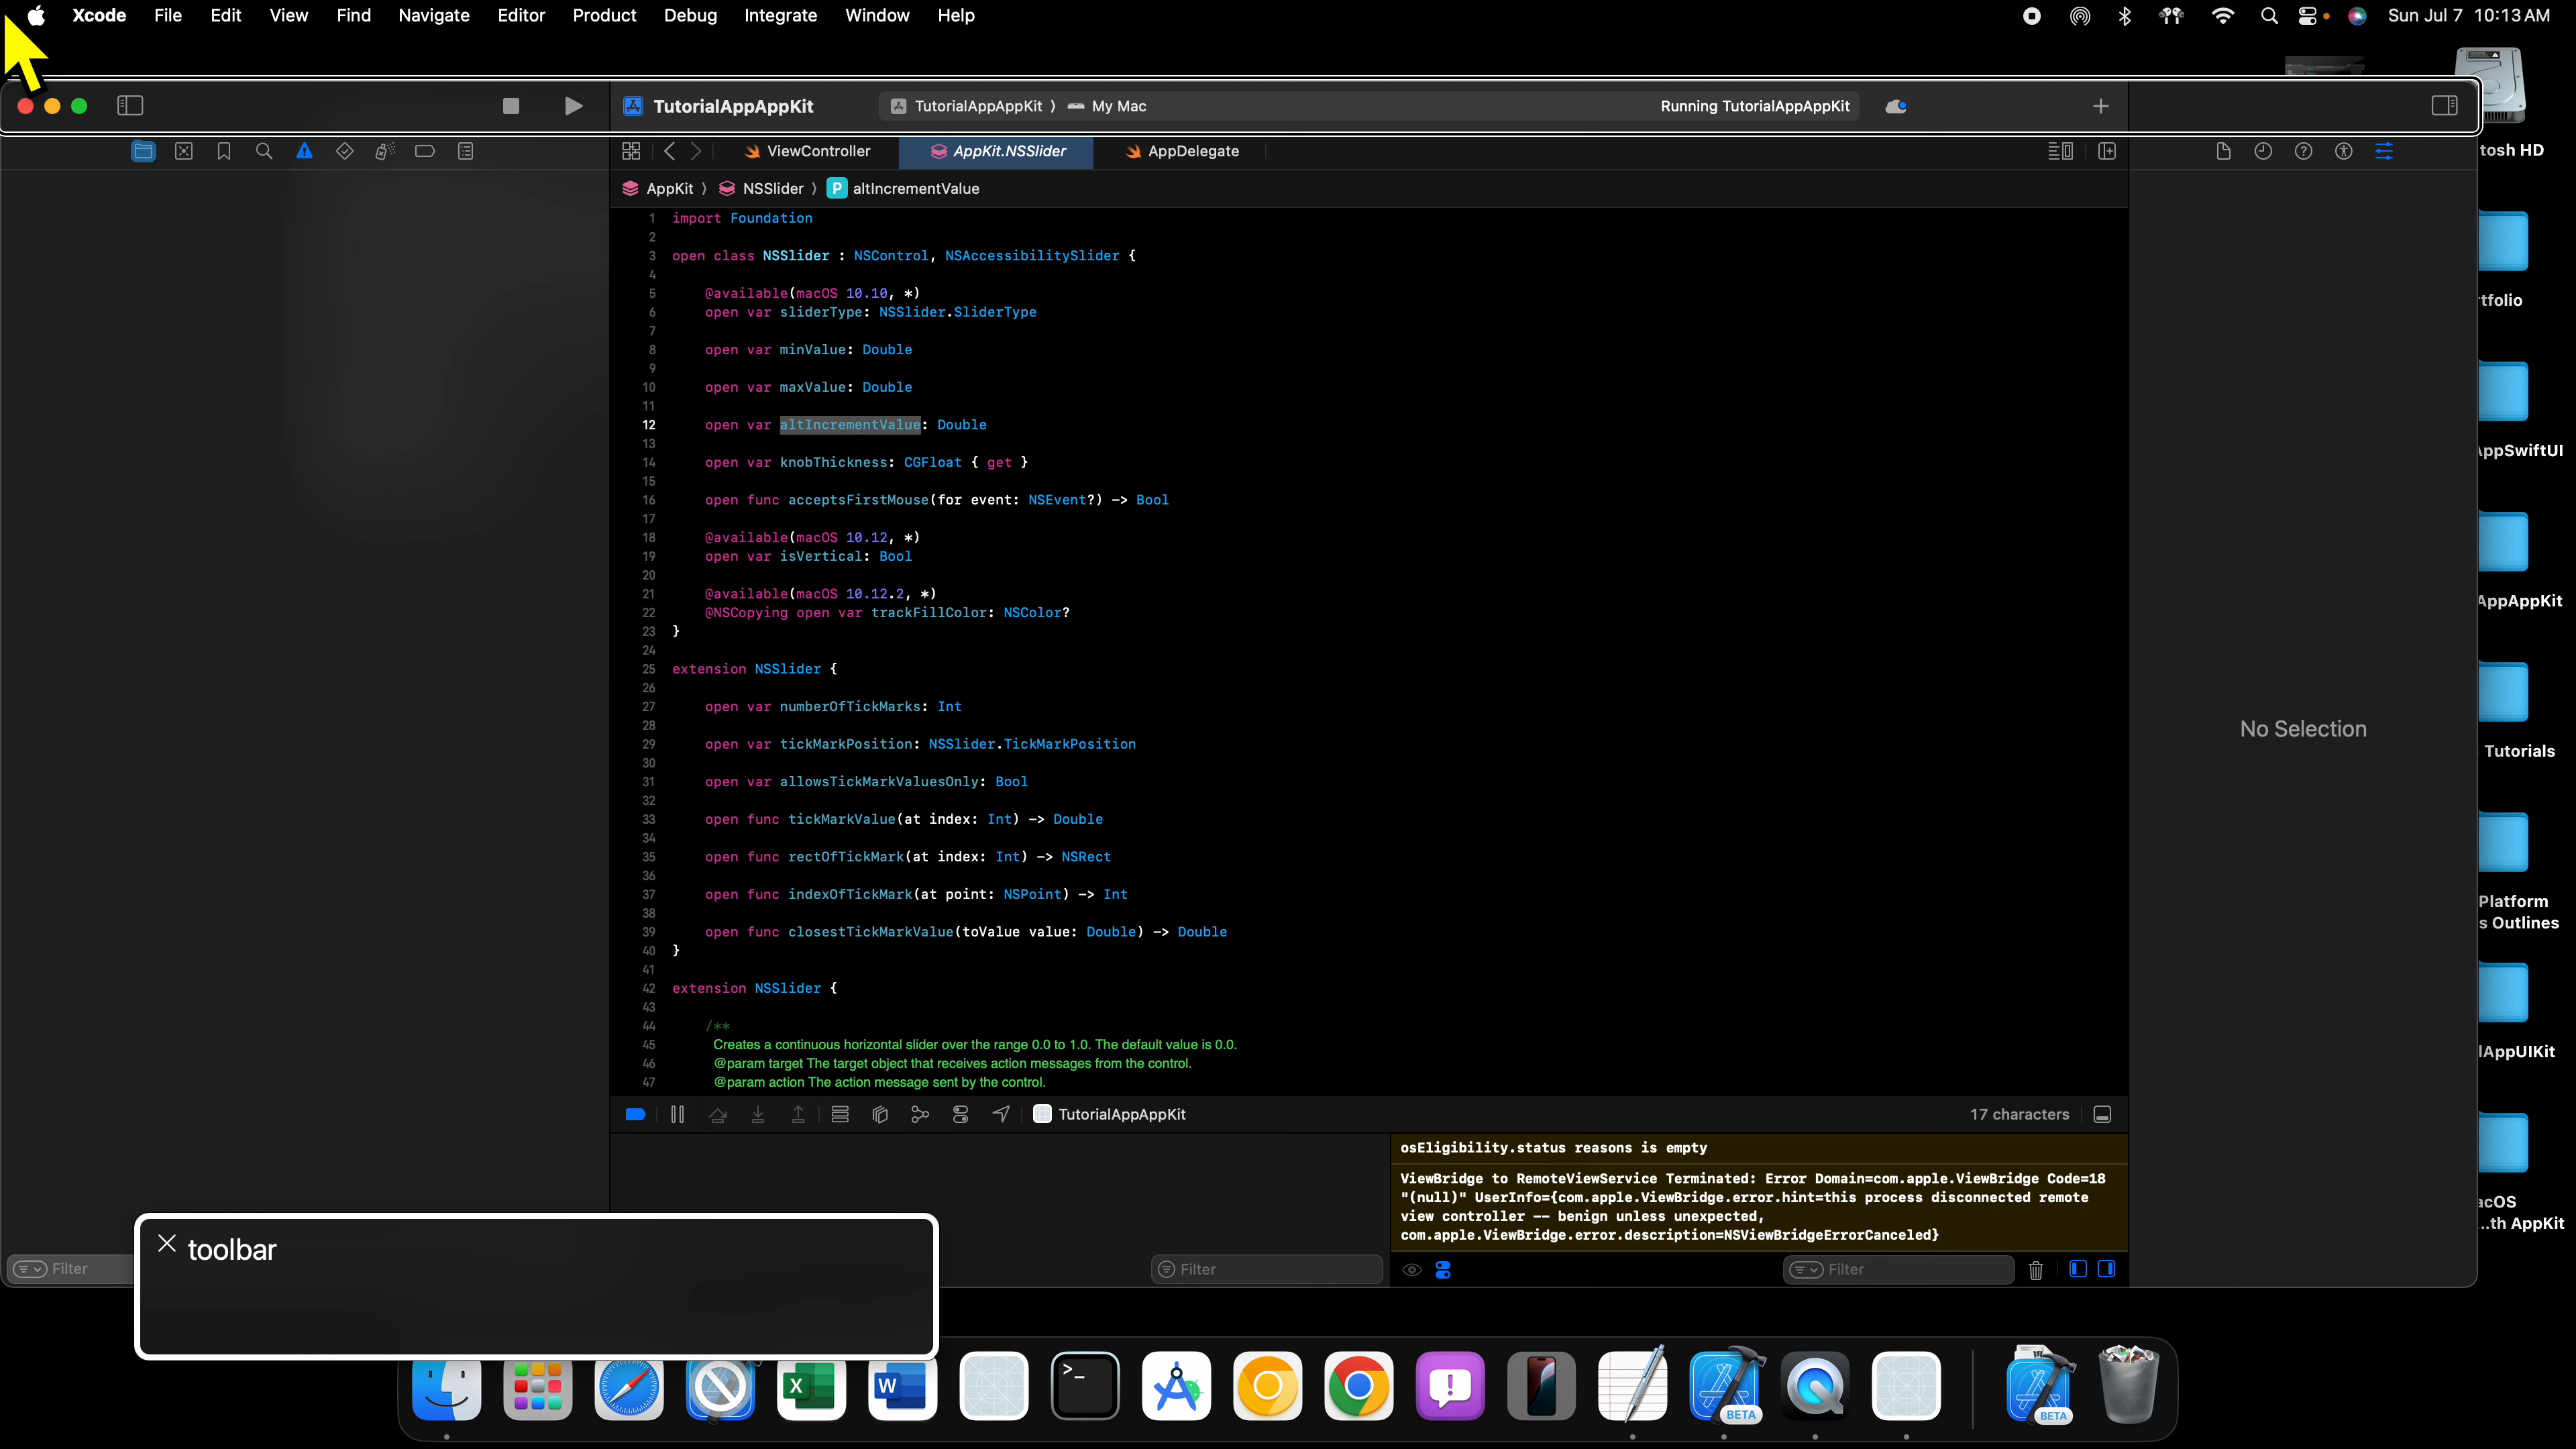 Xcode File Edit View Find Navigate Editor Product Debug Integrate Window Help Sun Jul 7 10:13 AM
TutorialAppAppKit TutorialAppAppKit ⟩ My Mac Running TutorialAppAppKit
ViewController AppKit.NSSlider AppDelegate
AppKit ⟩ NSSlider ⟩ P altIncrementValue
1 import Foundation
2
3 open class NSSlider : NSControl, NSAccessibilitySlider {
4
5 @available(macOS 10.10, *)
6 open var sliderType: NSSlider.SliderType
7
8 open var minValue: Double
9
10 open var maxValue: Double
11
12 open var altIncrementValue: Double
13
14 open var knobThickness: CGFloat { get }
15
16 open func acceptsFirstMouse(for event: NSEvent?) -> Bool
17
18 @available(macOS 10.12, *)
19 open var isVertical: Bool
20
21 @available(macOS 10.12.2, *)
22 @NSCopying open var trackFillColor: NSColor?
23 }
24
25 extension NSSlider {
26
27 open var numberOfTickMarks: Int
28
29 open var tickMarkPosition: NSSlider.TickMarkPosition
30
31 open var allowsTickMarkValuesOnly: Bool
32
33 open func tickMarkValue(at index: Int) -> Double
34
35 open func rectOfTickMark(at index: Int) -> NSRect
36
37 open func indexOfTickMark(at point: NSPoint) -> Int
38
39 open func closestTickMarkValue(toValue value: Double) -> Double
40 }
41
42 extension NSSlider {
43
44 /**
45 Creates a continuous horizontal slider over the range 0.0 to 1.0. The default value is 0.0.
46 @param target The target object that receives action messages from the control.
47 @param action The action message sent by the control.
TutorialAppAppKit 17 characters
osEligibility.status reasons is empty
ViewBridge to RemoteViewService Terminated: Error Domain=com.apple.ViewBridge Code=18
"(null)" UserInfo={com.apple.ViewBridge.error.hint=this process disconnected remote
view controller -- benign unless unexpected,
com.apple.ViewBridge.error.description=NSViewBridgeErrorCanceled}
Filter Filter Filter
No Selection
tosh HD
rtfolio
AppSwiftUI
AppAppKit
Tutorials
Platform
s Outlines
lAppUIKit
acOS
...th AppKit
toolbar
X W >_ BETA BETA